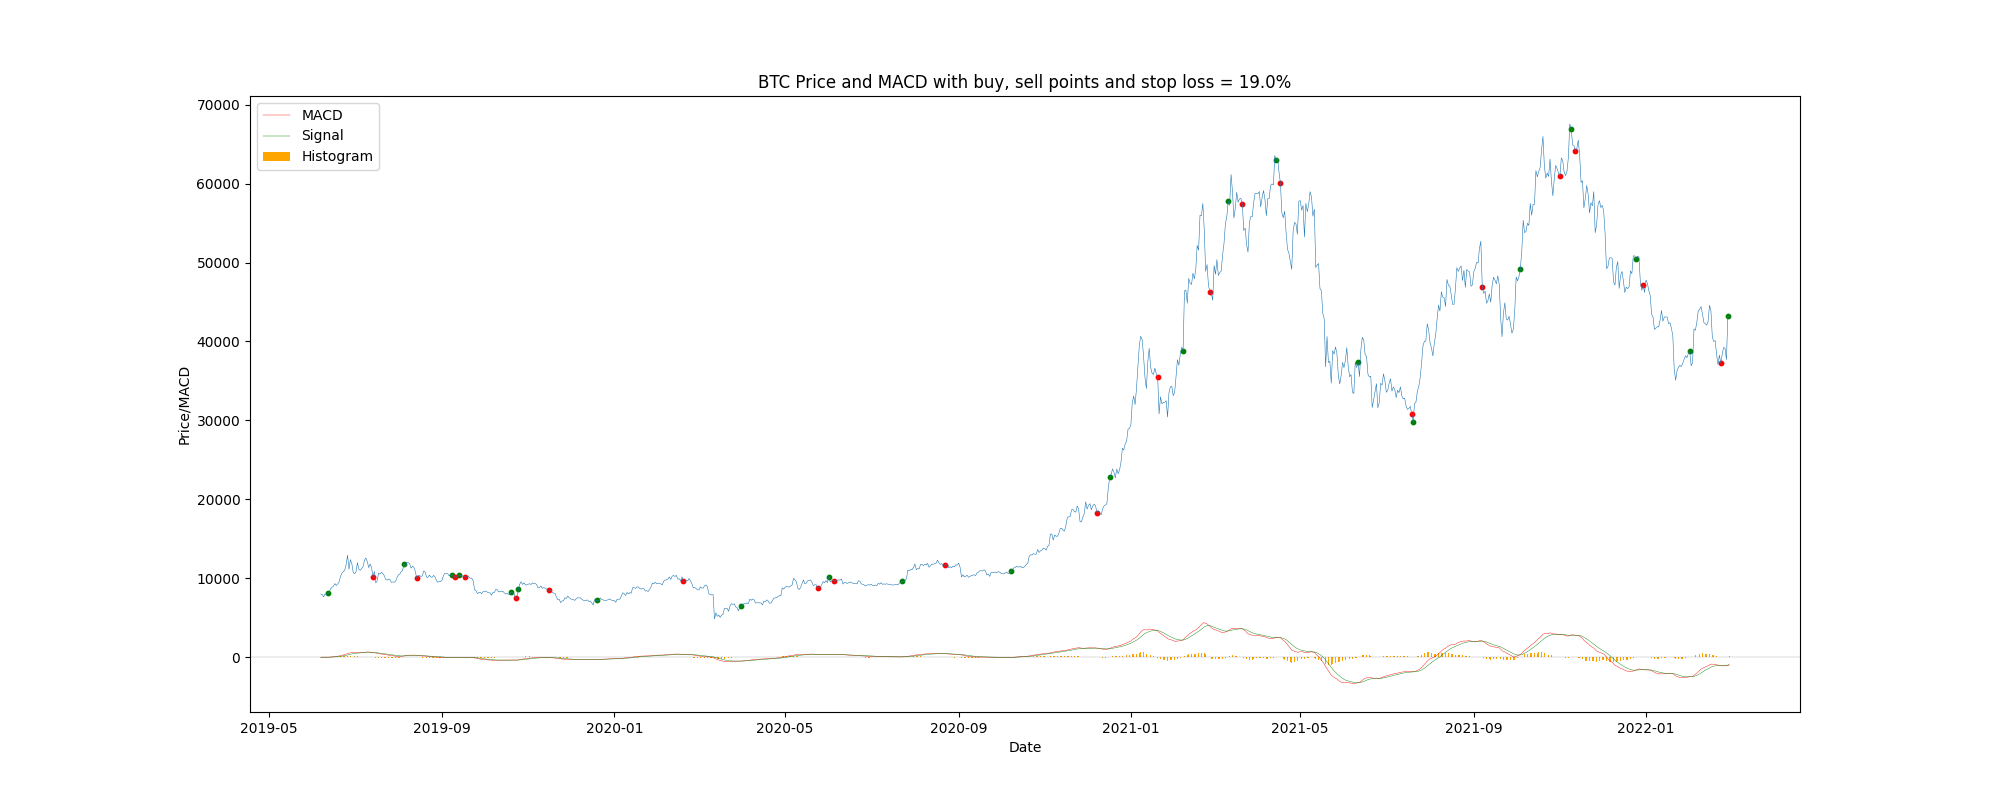 BTC Price and MACD with buy, sell points and stop loss = 19.0%
MACD
Signal
Histogram
Price/MACD
70000
60000
50000
40000
30000
20000
10000
0
2019-05
2019-09
2020-01
2020-05
2020-09
2021-01
2021-05
2021-09
2022-01
Date